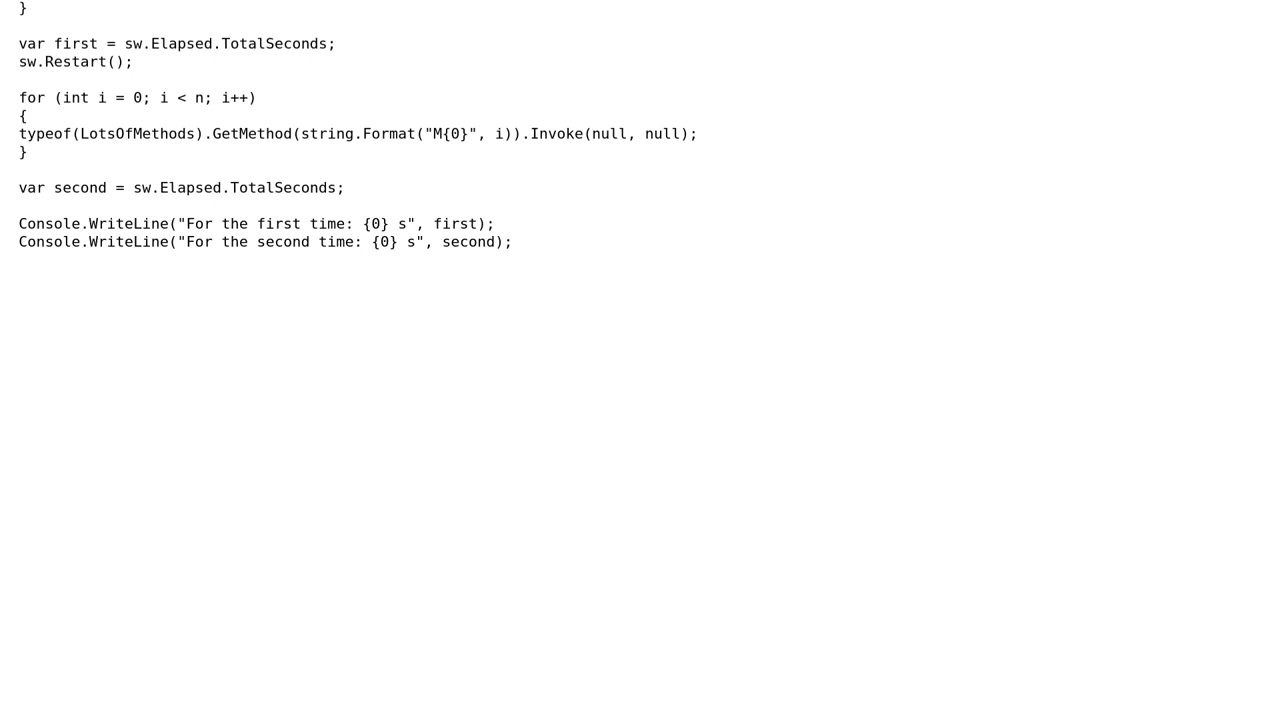 }
var first = sw.Elapsed.TotalSeconds;
sw.Restart();
for (int i = 0; i < n; i++)
{
typeof(LotsOfMethods).GetMethod(string.Format("M{0}", i)).Invoke(null, null);
}
var second = sw.Elapsed.TotalSeconds;
Console.WriteLine("For the first time: {0} s", first);
Console.WriteLine("For the second time: {0} s", second);